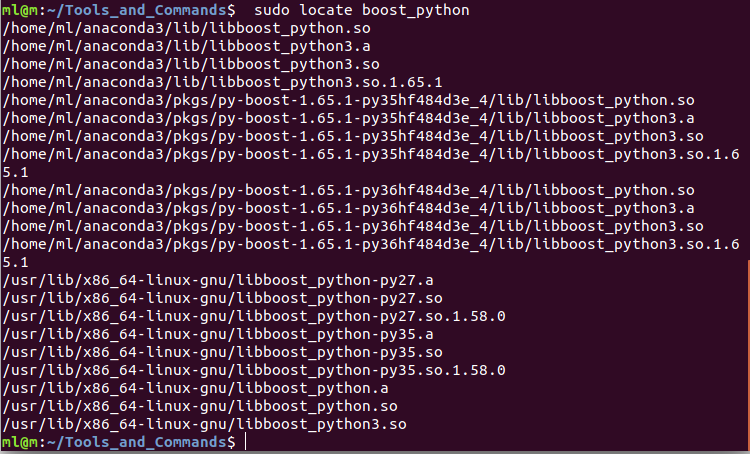 ml@m:~/Tools_and_Commands$  sudo locate boost_python
/home/ml/anaconda3/lib/libboost_python.so
/home/ml/anaconda3/lib/libboost_python3.a
/home/ml/anaconda3/lib/libboost_python3.so
/home/ml/anaconda3/lib/libboost_python3.so.1.65.1
/home/ml/anaconda3/pkgs/py-boost-1.65.1-py35hf484d3e_4/lib/libboost_python.so
/home/ml/anaconda3/pkgs/py-boost-1.65.1-py35hf484d3e_4/lib/libboost_python3.a
/home/ml/anaconda3/pkgs/py-boost-1.65.1-py35hf484d3e_4/lib/libboost_python3.so
/home/ml/anaconda3/pkgs/py-boost-1.65.1-py35hf484d3e_4/lib/libboost_python3.so.1.6
5.1
/home/ml/anaconda3/pkgs/py-boost-1.65.1-py36hf484d3e_4/lib/libboost_python.so
/home/ml/anaconda3/pkgs/py-boost-1.65.1-py36hf484d3e_4/lib/libboost_python3.a
/home/ml/anaconda3/pkgs/py-boost-1.65.1-py36hf484d3e_4/lib/libboost_python3.so
/home/ml/anaconda3/pkgs/py-boost-1.65.1-py36hf484d3e_4/lib/libboost_python3.so.1.6
5.1
/usr/lib/x86_64-linux-gnu/libboost_python-py27.a
/usr/lib/x86_64-linux-gnu/libboost_python-py27.so
/usr/lib/x86_64-linux-gnu/libboost_python-py27.so.1.58.0
/usr/lib/x86_64-linux-gnu/libboost_python-py35.a
/usr/lib/x86_64-linux-gnu/libboost_python-py35.so
/usr/lib/x86_64-linux-gnu/libboost_python-py35.so.1.58.0
/usr/lib/x86_64-linux-gnu/libboost_python.a
/usr/lib/x86_64-linux-gnu/libboost_python.so
/usr/lib/x86_64-linux-gnu/libboost_python3.so
ml@m:~/Tools_and_Commands$